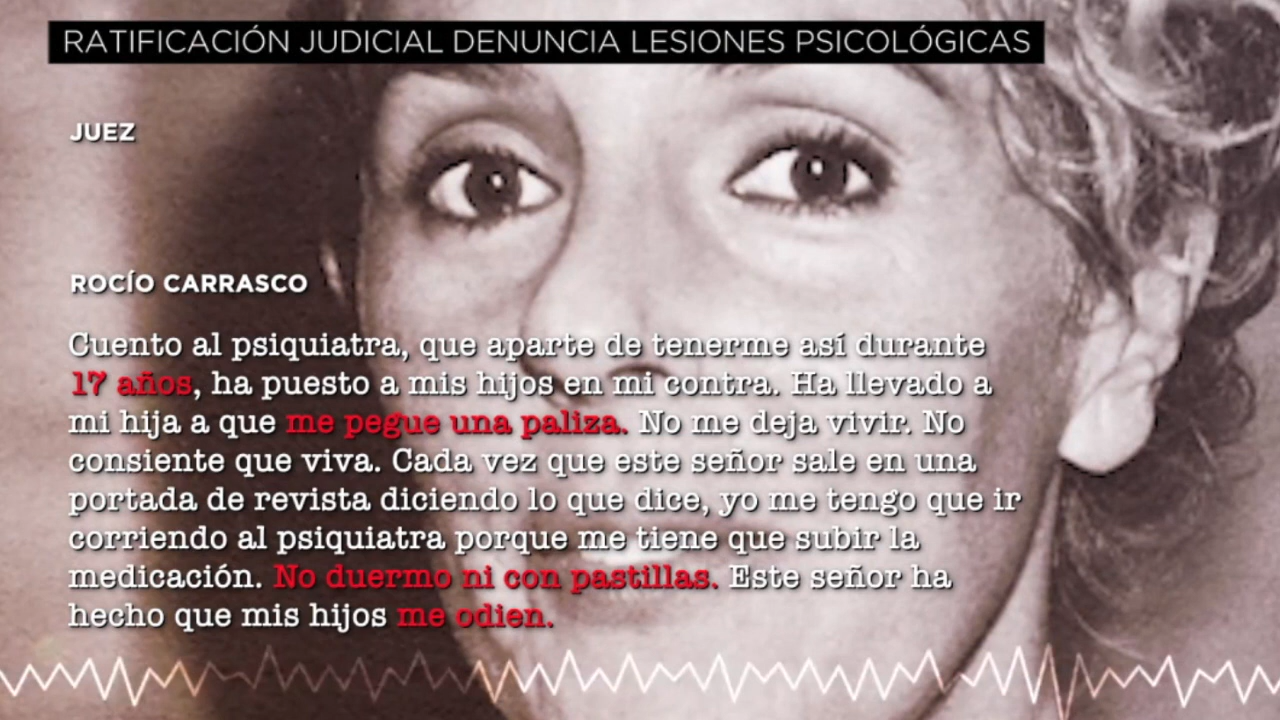 RATIFICACIÓN JUDICIAL DENUNCIA LESIONES PSICOLÓGICAS
JUEZ
ROCÍO CARRASCO
Cuento al psiquiatra, que aparte de tenerme así durante
17 años, ha puesto a mis hijos en mi contra. Ha llevado a
mi hija a que me pegue una paliza. No me deja vivir. No
consiente que viva. Cada vez que este señor sale en una
portada de revista diciendo lo que dice, yo me tengo que ir
corriendo al psiquiatra porque me tiene que subir la
medicación. No duermo ni con pastillas. Este señor ha
hecho que mis hijos me odien.